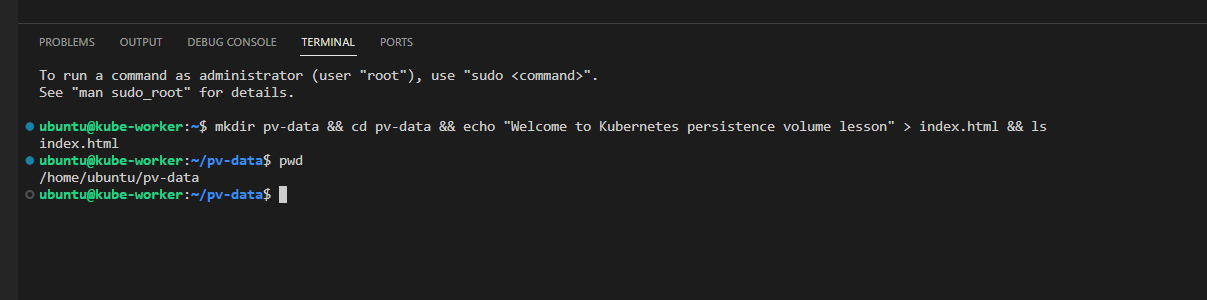 PROBLEMS OUTPUT DEBUG CONSOLE TERMINAL PORTS
To run a command as administrator (user "root"), use "sudo <command>".
See "man sudo_root" for details.
ubuntu@kube-worker:~$ mkdir pv-data && cd pv-data && echo "Welcome to Kubernetes persistence volume lesson" > index.html && ls
index.html
ubuntu@kube-worker:~/pv-data$ pwd
/home/ubuntu/pv-data
ubuntu@kube-worker:~/pv-data$